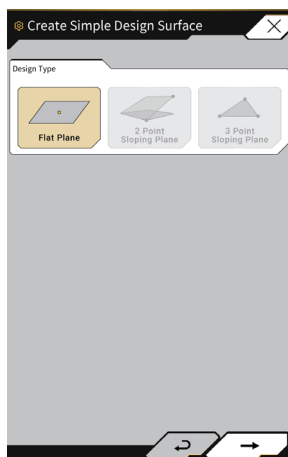 Create Simple Design Surface
Design Type
Flat Plane
2 Point
Sloping Plane
3 Point
Sloping Plane